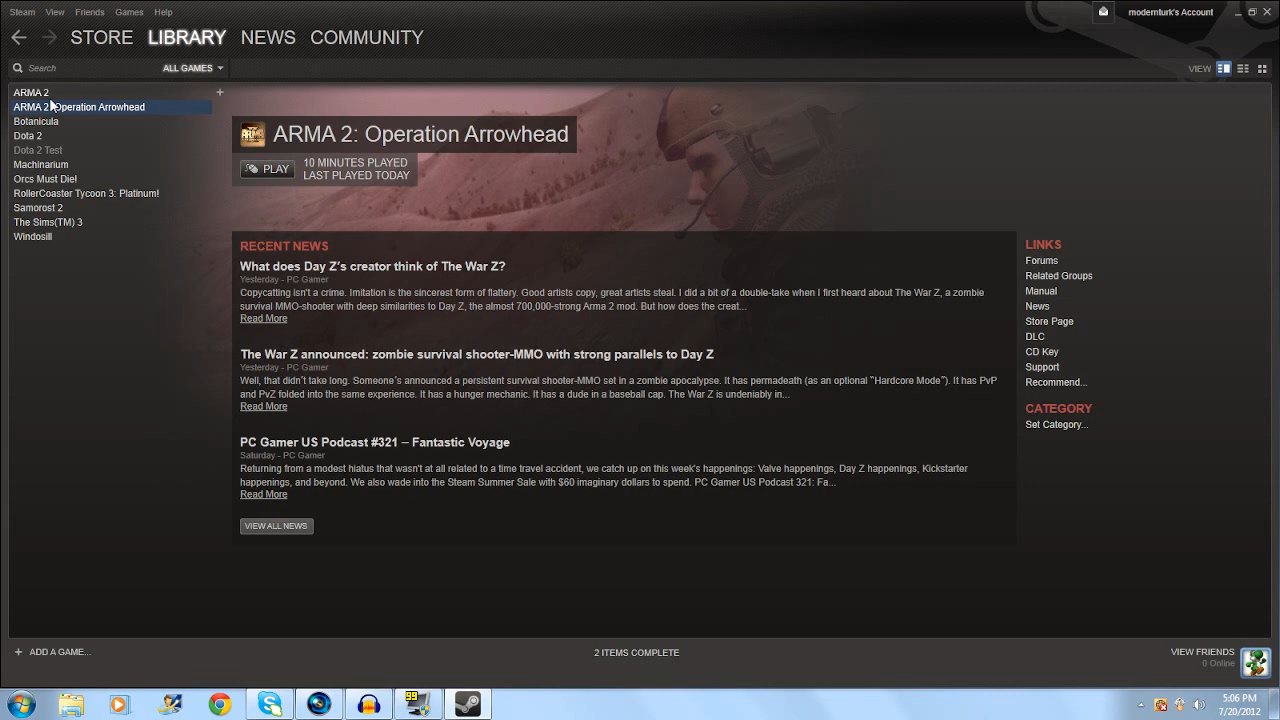 Steam View Friends Games Help
modernturk's Account
STORE LIBRARY NEWS COMMUNITY
Search ALL GAMES
VIEW
ARMA 2
ARMA 2: Operation Arrowhead
Botanicula
Dota 2
Dota 2 Test
Machinarium
Orcs Must Die!
RollerCoaster Tycoon 3: Platinum!
Samorost 2
The Sims(TM) 3
Windosill
ARMA 2: Operation Arrowhead
PLAY
10 MINUTES PLAYED
LAST PLAYED TODAY
RECENT NEWS
What does Day Z's creator think of The War Z?
Yesterday - PC Gamer
Copycatting isn't a crime. Imitation is the sincerest form of flattery. Good artists copy, great artists steal. I did a bit of a double-take when I first heard about The War Z, a zombie
survival MMO-shooter with deep similarities to Day Z, the almost 700,000-strong Arma 2 mod. But how does the creat...
Read More
The War Z announced: zombie survival shooter-MMO with strong parallels to Day Z
Yesterday - PC Gamer
Well, that didn't take long. Someone's announced a persistent survival shooter-MMO set in a zombie apocalypse. It has permadeath (as an optional "Hardcore Mode"). It has PvP
and PvZ folded into the same experience. It has a hunger mechanic. It has a dude in a baseball cap. The War Z is undeniably in...
Read More
PC Gamer US Podcast #321 – Fantastic Voyage
Saturday - PC Gamer
Returning from a modest hiatus that wasn't at all related to a time travel accident, we catch up on this week's happenings: Valve happenings, Day Z happenings, Kickstarter
happenings, and beyond. We also wade into the Steam Summer Sale with $60 imaginary dollars to spend. PC Gamer US Podcast 321: Fa...
Read More
VIEW ALL NEWS
LINKS
Forums
Related Groups
Manual
News
Store Page
DLC
CD Key
Support
Recommend...
CATEGORY
Set Category...
+ ADD A GAME...
2 ITEMS COMPLETE
VIEW FRIENDS
0 Online
99
5:06 PM
7/20/2012